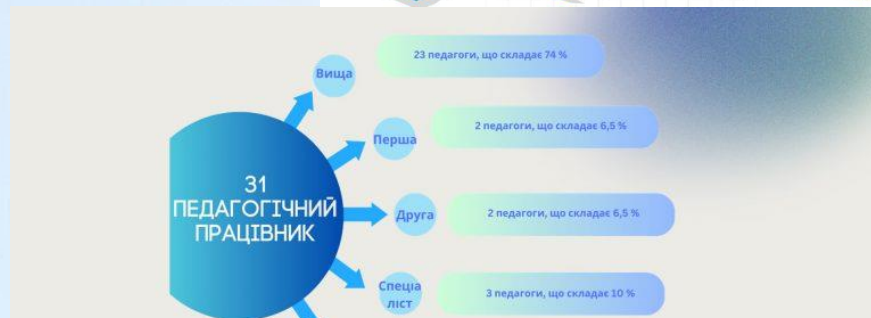 Вища
23 педагоги, що складає 74 %
Перша
2 педагоги, що складає 6,5 %
31
ПЕДАГОГІЧНИЙ
ПРАЦІВНИК
Друга
2 педагоги, що складає 6,5 %
Спеціа
ліст
3 педагоги, що складає 10 %